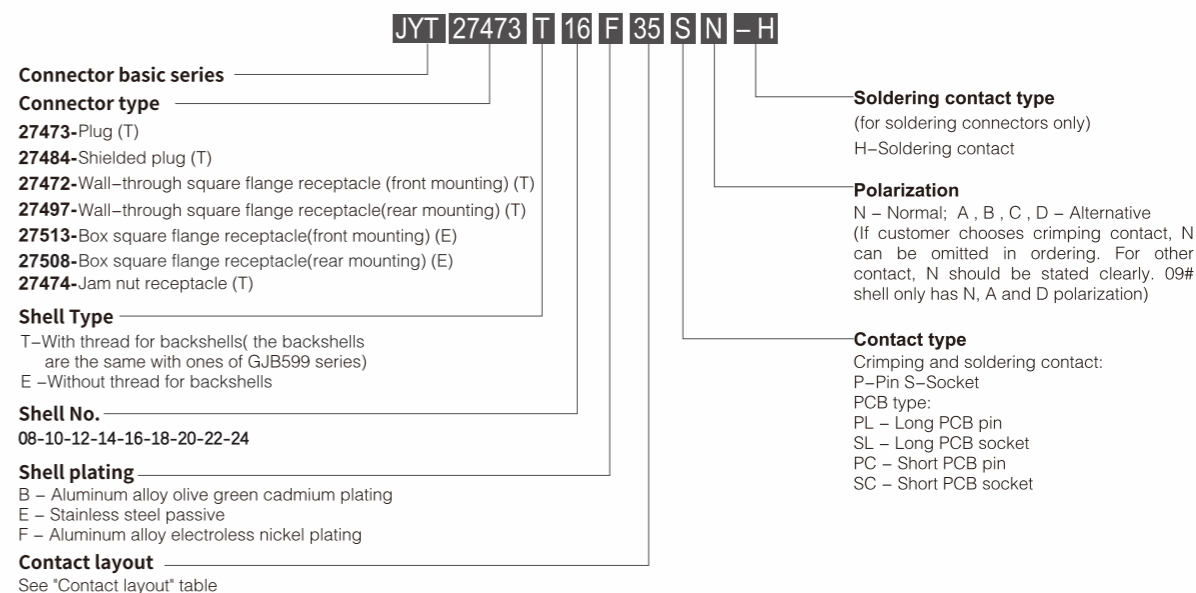 JYT 27473 T 16 F 35 S N – H
Connector basic series
Connector type
27473-Plug (T)
27484-Shielded plug (T)
27472-Wall–through square flange receptacle (front mounting) (T)
27497-Wall–through square flange receptacle(rear mounting) (T)
27513-Box square flange receptacle(front mounting) (E)
27508-Box square flange receptacle(rear mounting) (E)
27474-Jam nut receptacle (T)
Shell Type
T–With thread for backshells( the backshells
are the same with ones of GJB599 series)
E –Without thread for backshells
Shell No.
08-10-12-14-16-18-20-22-24
Shell plating
B – Aluminum alloy olive green cadmium plating
E – Stainless steel passive
F – Aluminum alloy electroless nickel plating
Contact layout
See "Contact layout" table
Soldering contact type
(for soldering connectors only)
H–Soldering contact
Polarization
N – Normal; A , B , C , D – Alternative
(If customer chooses crimping contact, N
can be omitted in ordering. For other
contact, N should be stated clearly. 09#
shell only has N, A and D polarization)
Contact type
Crimping and soldering contact:
P–Pin S–Socket
PCB type:
PL – Long PCB pin
SL – Long PCB socket
PC – Short PCB pin
SC – Short PCB socket